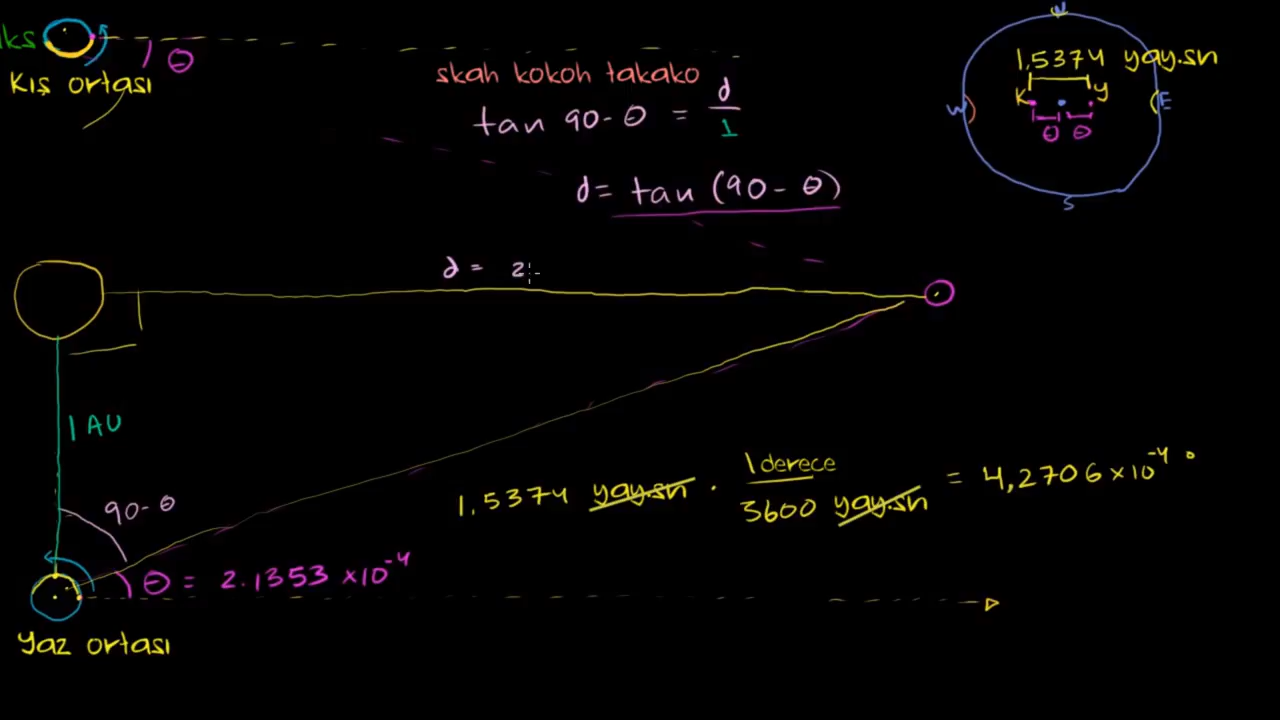 ıks
Kış ortası
θ
skah kokoh takako
tan 90-θ = d/1
d = tan (90-θ)
N
1,5374 yay.sn
W K Y E
θ θ
S
d = 2
1 AU
90-θ
1.5374 yay.sn . 1 derece / 3600 yay.sn = 4,2706 × 10⁻⁴ °
θ = 2.1353 × 10⁻⁴
Yaz ortası